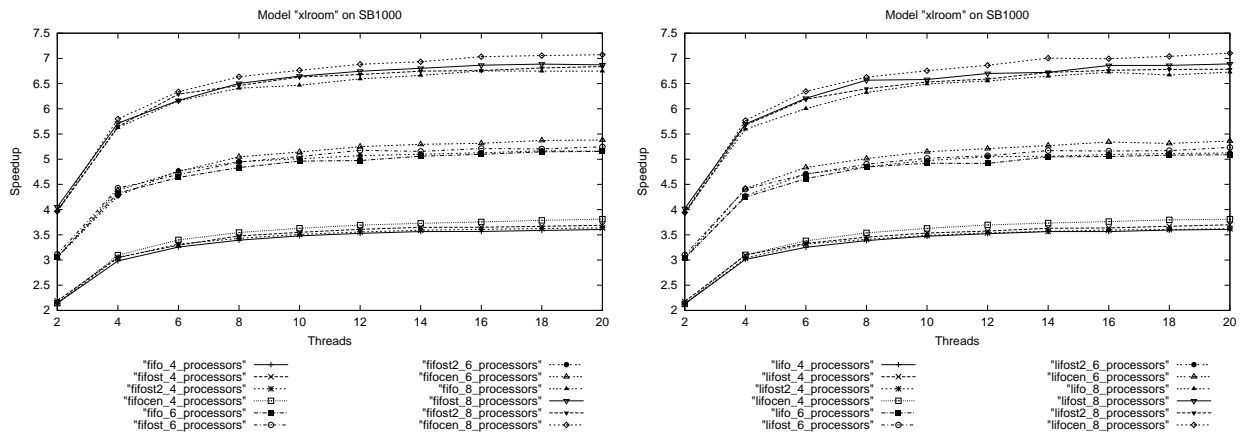 Model "xlroom" on SB1000
Speedup
7.5
7
6.5
6
5.5
5
4.5
4
3.5
3
2.5
2
2 4 6 8 10 12 14 16 18 20
Threads
"fifo_4_processors"
"fifost_4_processors"
"fifost2_4_processors"
"fifocen_4_processors"
"fifo_6_processors"
"fifost_6_processors"
"fifost2_6_processors"
"fifocen_6_processors"
"fifo_8_processors"
"fifost_8_processors"
"fifost2_8_processors"
"fifocen_8_processors"
Model "xlroom" on SB1000
Speedup
7.5
7
6.5
6
5.5
5
4.5
4
3.5
3
2.5
2
2 4 6 8 10 12 14 16 18 20
Threads
"lifo_4_processors"
"lifost_4_processors"
"lifost2_4_processors"
"lifocen_4_processors"
"lifo_6_processors"
"lifost_6_processors"
"lifost2_6_processors"
"lifocen_6_processors"
"lifo_8_processors"
"lifost_8_processors"
"lifost2_8_processors"
"lifocen_8_processors"